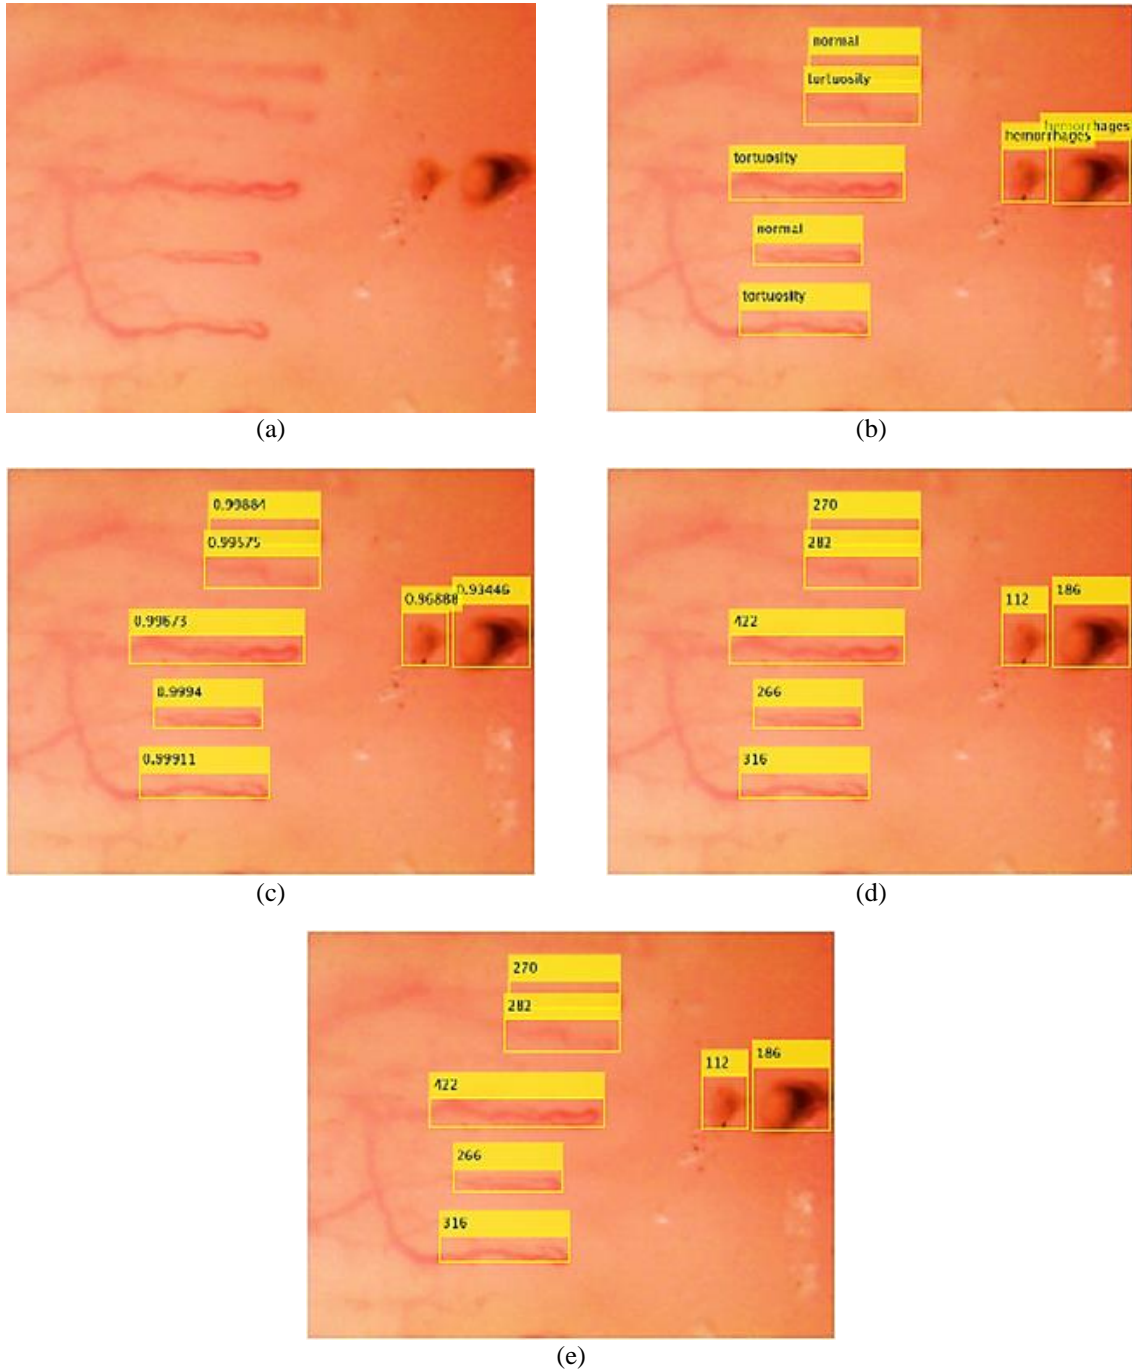 normal
tortuosity
hemorrhages
hemorrhages
tortuosity
normal
tortuosity
(a)
(b)
0.99884
0.99575
0.93446
0.96888
0.99673
0.9994
0.99911
270
282
112
186
422
266
316
(c)
(d)
270
282
112
186
422
266
316
(e)